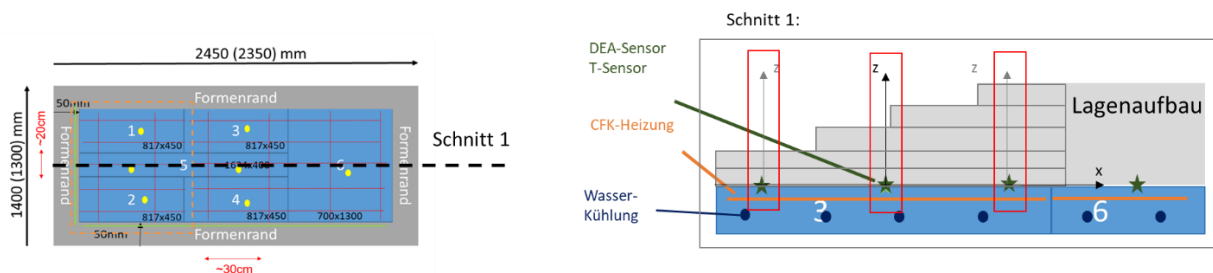 2450 (2350) mm
Formenrand
50mm
1400 (1300) mm
~20cm
Formenrand
1
3
817x450
817x450
Schnitt 1
5
6
Formenrand
2
4
817x450
817x450
700x1300
50mm
Formenrand
~30cm
Schnitt 1:
DEA-Sensor
T-Sensor
z
z
z
Lagenaufbau
CFK-Heizung
x
Wasser-
Kühlung
3
6